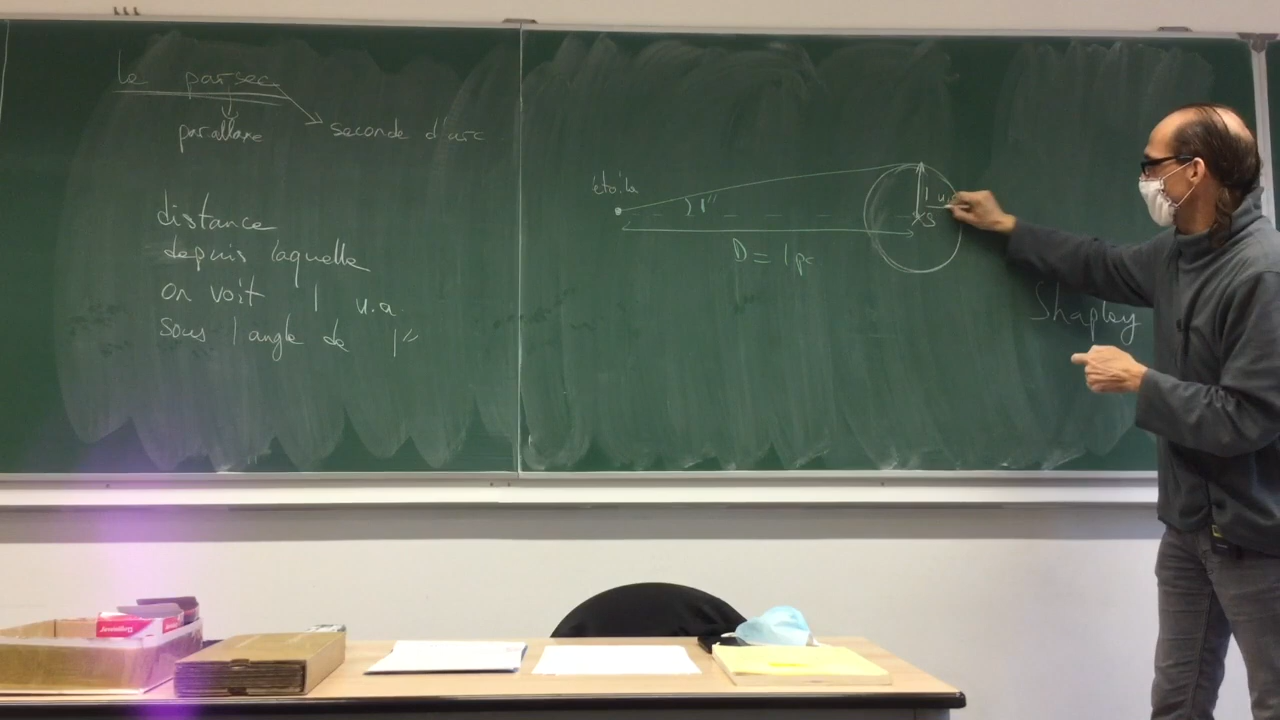 le parsec
parallaxe
seconde d'arc
distance
depuis laquelle
on voit 1 u.a.
sous l'angle de 1"
étoile
1"
1 u.
S
D = 1 pc
Shapley